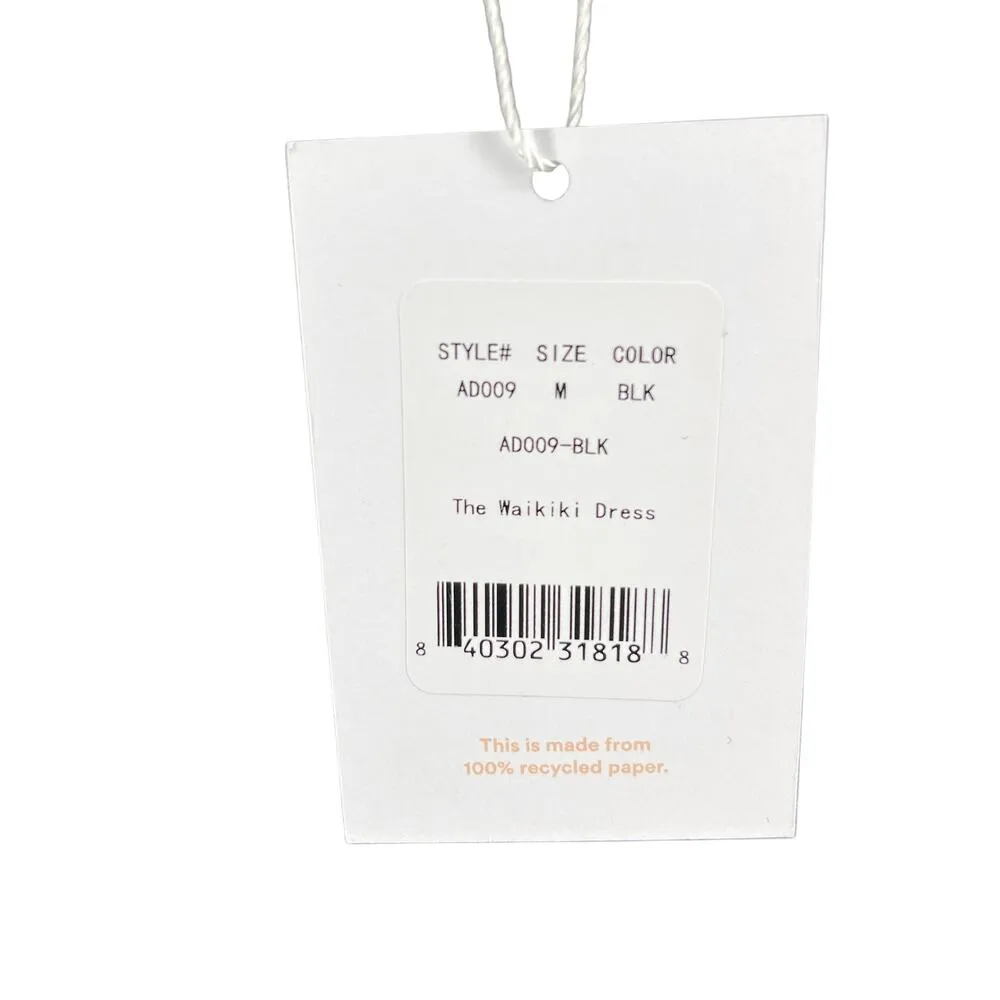 STYLE# SIZE COLOR
AD009 M BLK
AD009-BLK
The Waikiki Dress
8 40302 31818 8
This is made from
100% recycled paper.